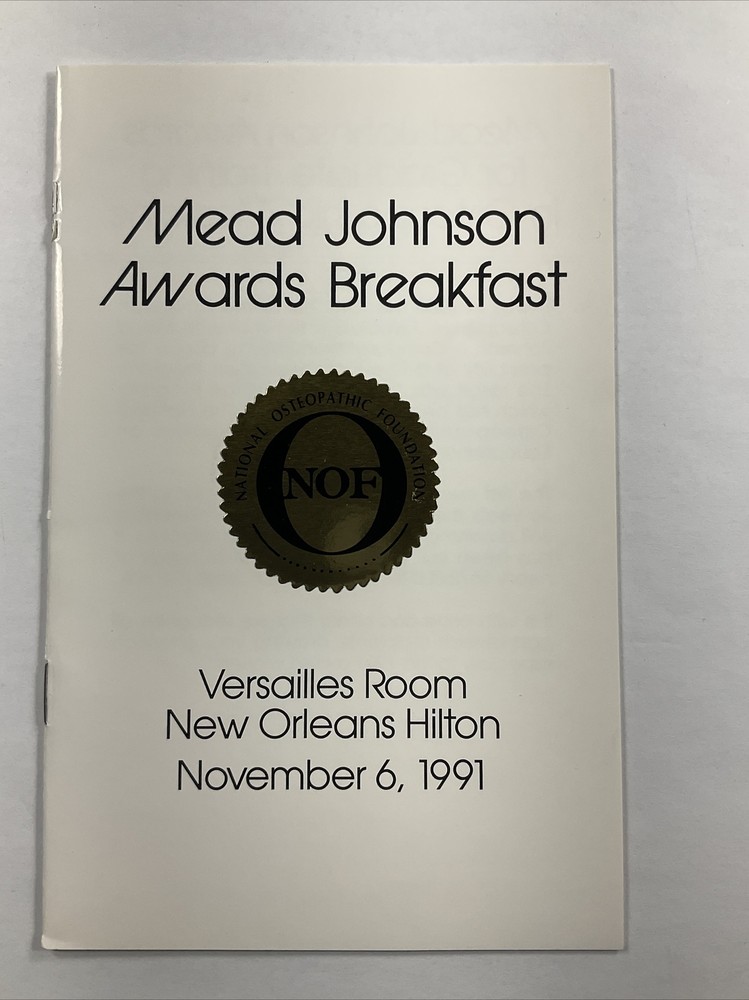 Mead Johnson
Awards Breakfast
NATIONAL OSTEOPATHIC FOUNDATION
NOF
Versailles Room
New Orleans Hilton
November 6, 1991